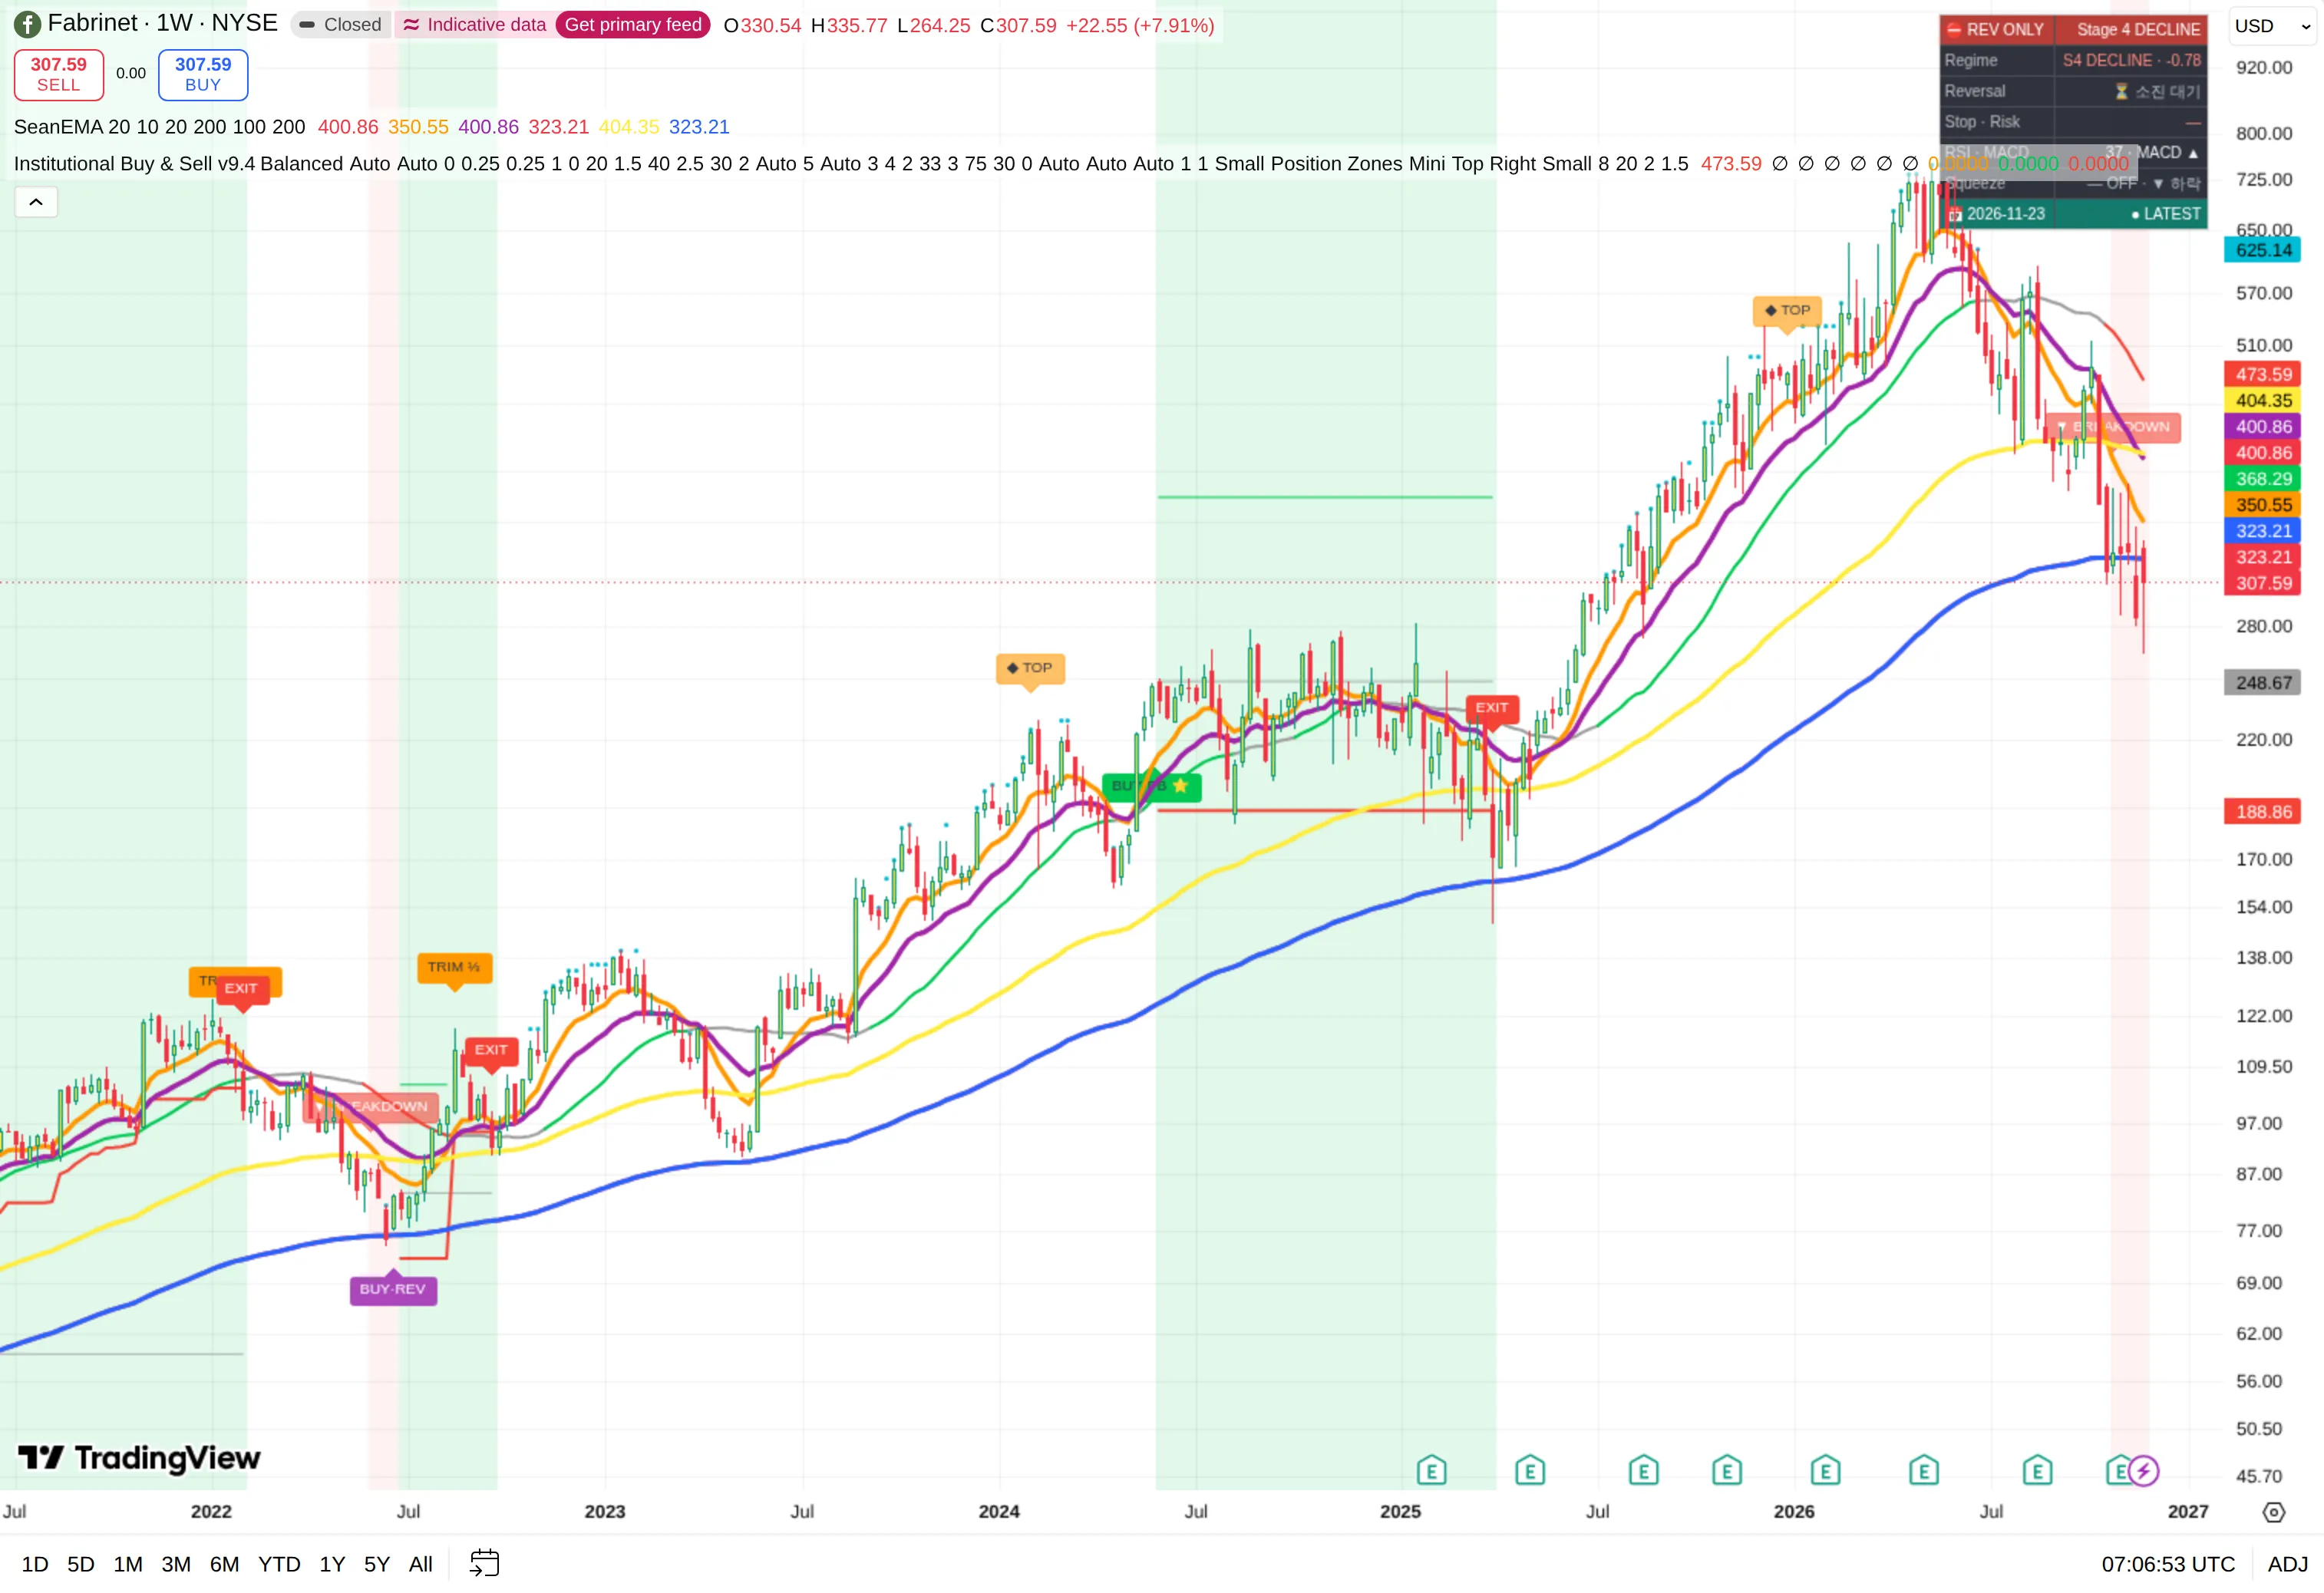 Fabrinet · 1W · NYSE Closed Indicative data Get primary feed O330.54 H335.77 L264.25 C307.59 +22.55 (+7.91%)
307.59 SELL 0.00 307.59 BUY
SeanEMA 20 10 20 200 100 200 400.86 350.55 400.86 323.21 404.35 323.21
Institutional Buy & Sell v9.4 Balanced Auto Auto 0 0.25 0.25 1 0 20 1.5 40 2.5 30 2 Auto 5 Auto 3 4 2 33 3 75 30 0 Auto Auto Auto 1 1 Small Position Zones Mini Top Right Small 8 20 2 1.5 473.59 ∅ ∅ ∅ ∅ ∅ ∅ 0.0000 0.0000 0.0000
REV ONLY Stage 4 DECLINE
Regime S4 DECLINE · -0.78
Reversal ⏳ 소진 대기
Stop · Risk —
RSI · MACD 37 · MACD ▲
Squeeze — OFF · ▼ 하락
2026-11-23 ● LATEST
USD
920.00
800.00
725.00
650.00
625.14
570.00
510.00
473.59
404.35
400.86
400.86
368.29
350.55
323.21
323.21
307.59
280.00
248.67
220.00
188.86
170.00
154.00
138.00
122.00
109.50
97.00
87.00
77.00
69.00
62.00
56.00
50.50
45.70
◆ TOP
BREAKDOWN
◆ TOP
EXIT
EXIT
TRIM ⅓
EXIT
BUY-REV
TradingView
E E E E E E E E
Jul 2022 Jul 2023 Jul 2024 Jul 2025 Jul 2026 Jul 2027
1D 5D 1M 3M 6M YTD 1Y 5Y All 07:06:53 UTC ADJ